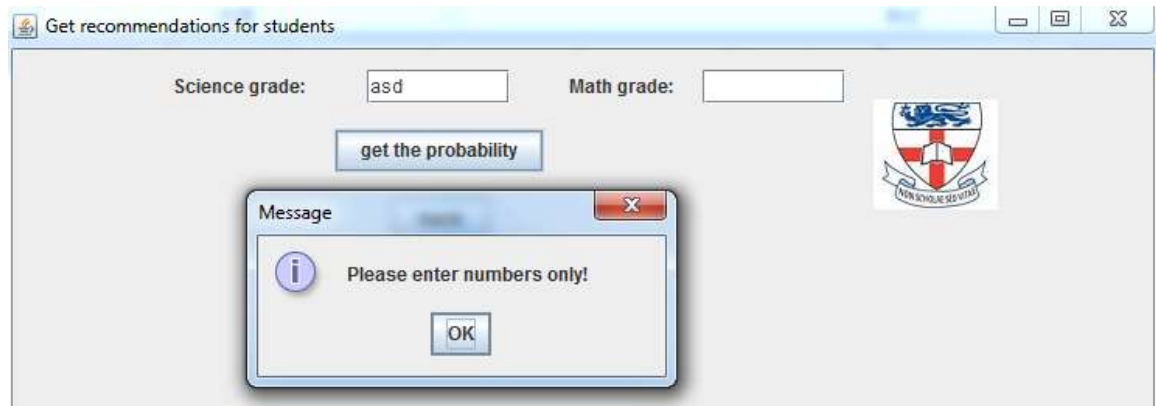 Get recommendations for students
Science grade: asd Math grade:
get the probability
NON SCHOLAE SED VITAE
Message
Please enter numbers only!
OK